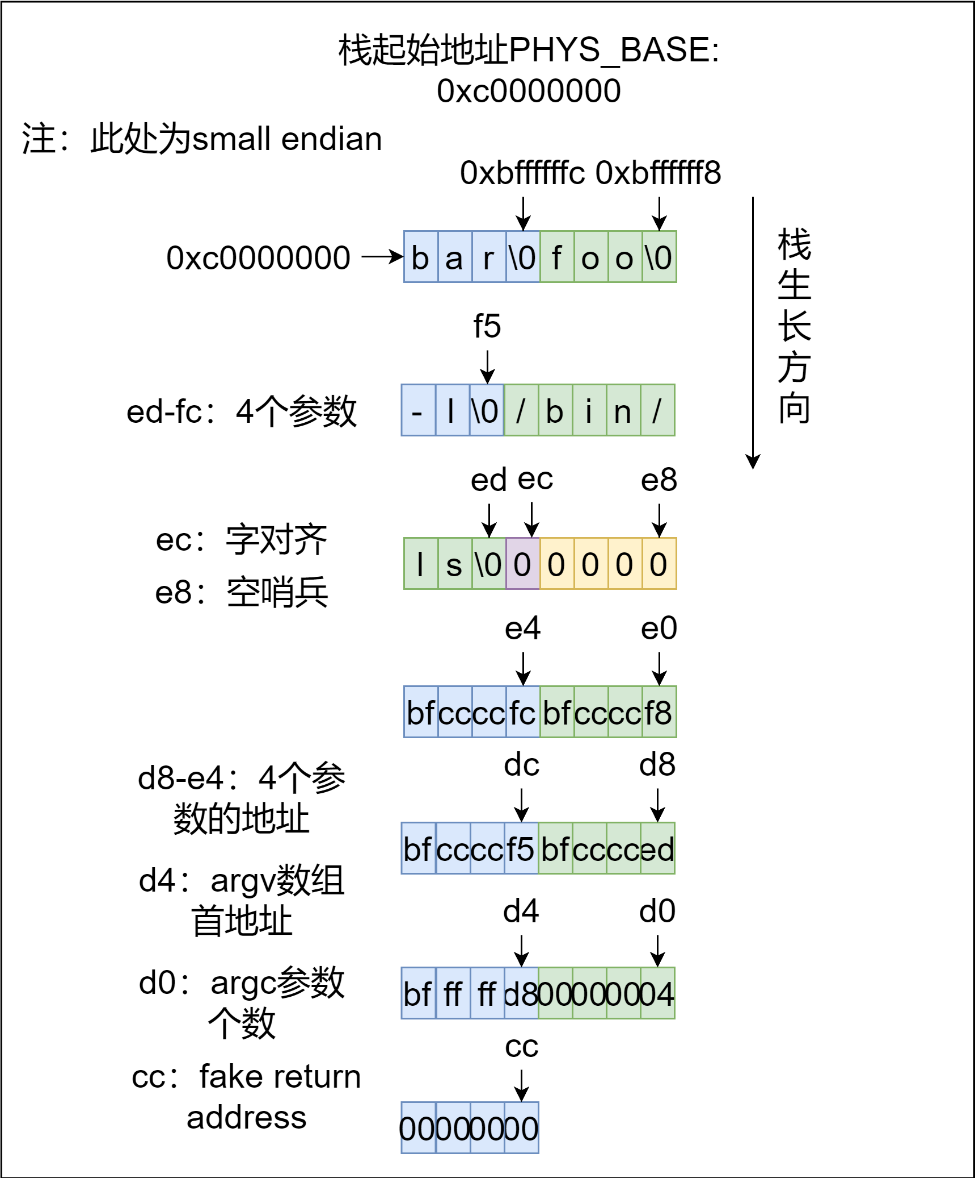 栈起始地址PHYS_BASE:
0xc0000000
注：此处为small endian
0xbffffffc 0xbffffff8
0xc0000000
b a r \0 f o o \0
栈生长方向
f5
ed-fc：4个参数
- l \0 / b i n /
ed ec e8
ec：字对齐
e8：空哨兵
l s \0 0 0 0 0 0
e4 e0
bf cc cc fc bf cc cc f8
dc d8
d8-e4：4个参
数的地址
bf cc cc f5 bf cc cc ed
d4：argv数组
首地址
d4 d0
d0：argc参数
个数
bf ff ff d8 00 00 00 04
cc
cc：fake return
address
00 00 00 00